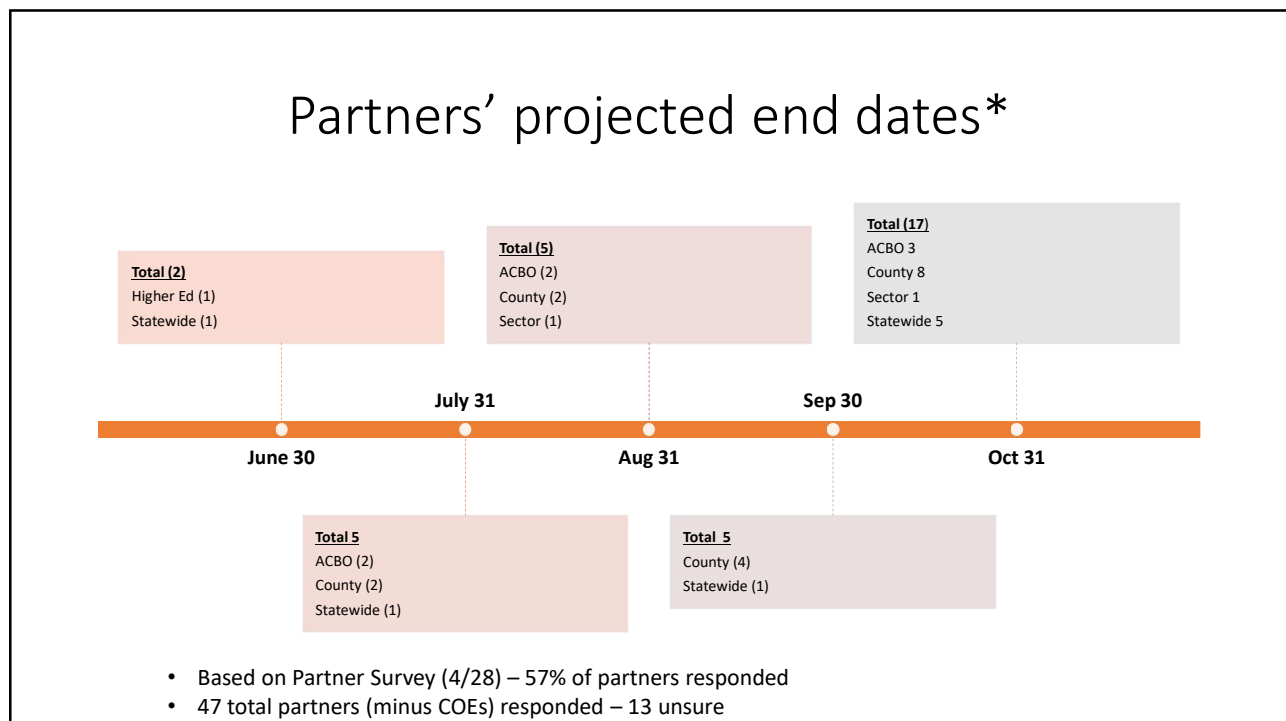 Partners’ projected end dates*
Total (2)
Higher Ed (1)
Statewide (1)
Total (5)
ACBO (2)
County (2)
Sector (1)
Total (17)
ACBO 3
County 8
Sector 1
Statewide 5
July 31
Sep 30
June 30
Aug 31
Oct 31
Total 5
ACBO (2)
County (2)
Statewide (1)
Total  5
County (4)
Statewide (1)
• Based on Partner Survey (4/28) – 57% of partners responded
• 47 total partners (minus COEs) responded – 13 unsure